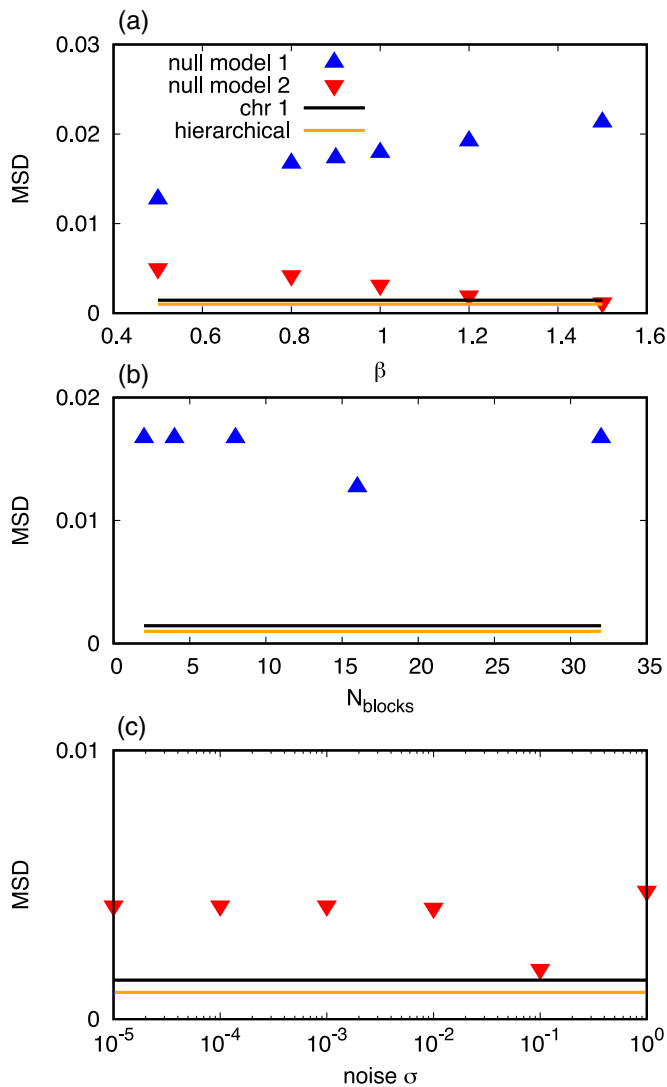 (a)
0.03
null model 1
null model 2
chr 1
hierarchical
0.02
MSD
0.01
0
0.4 0.6 0.8 1 1.2 1.4 1.6
β
(b)
0.02
MSD
0.01
0
0 5 10 15 20 25 30 35
N_blocks
(c)
0.01
MSD
0
10^-5 10^-4 10^-3 10^-2 10^-1 10^0
noise σ